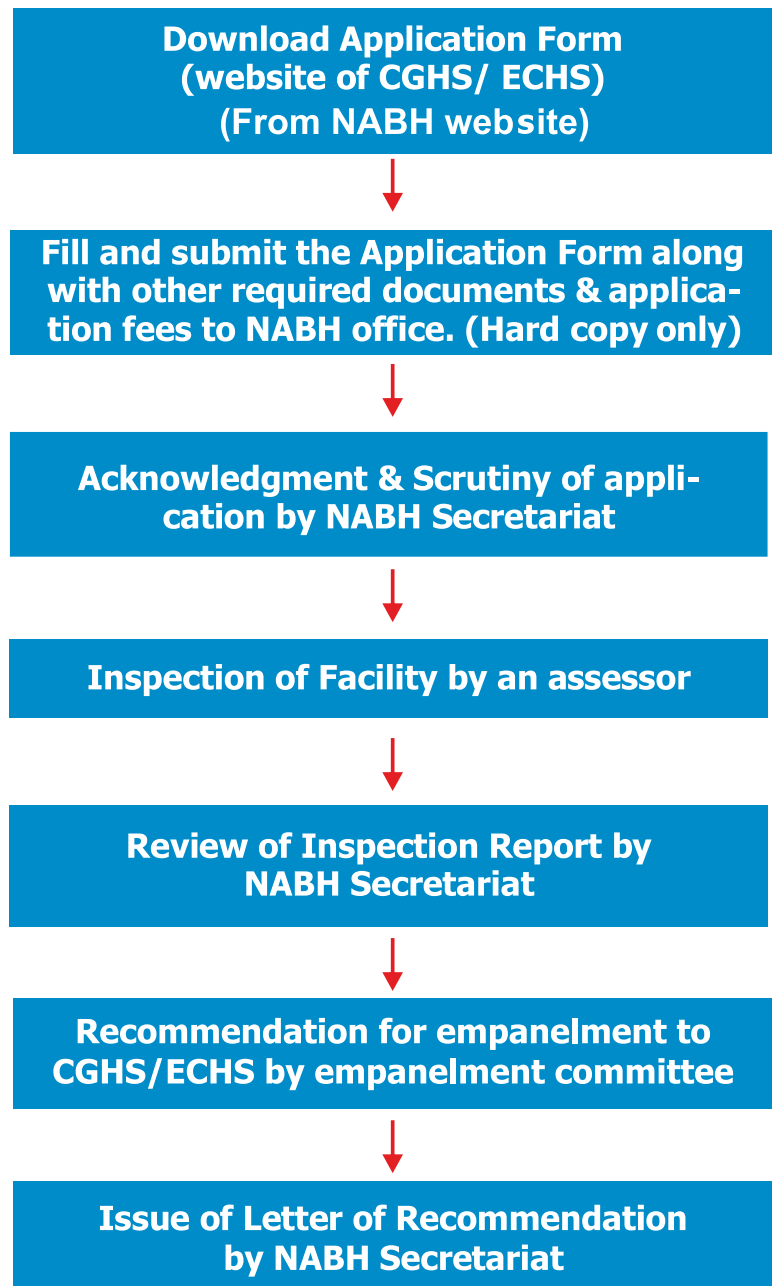 Download Application Form
(website of CGHS/ ECHS)
(From NABH website)
Fill and submit the Application Form along
with other required documents & applica-
tion fees to NABH office. (Hard copy only)
Acknowledgment & Scrutiny of appli-
cation by NABH Secretariat
Inspection of Facility by an assessor
Review of Inspection Report by
NABH Secretariat
Recommendation for empanelment to
CGHS/ECHS by empanelment committee
Issue of Letter of Recommendation
by NABH Secretariat